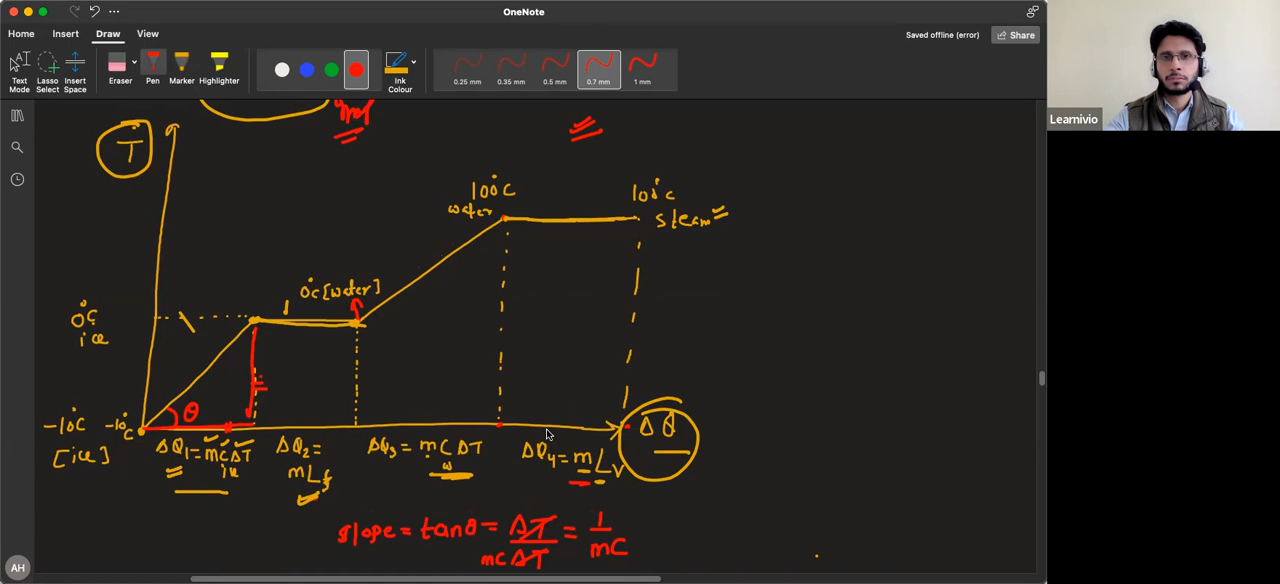 OneNote
Home Insert Draw View
Saved offline (error)
Share
Text Mode
Lasso Select
Insert Space
Eraser
Pen
Marker
Highlighter
Ink Colour
0.25 mm
0.35 mm
0.5 mm
0.7 mm
1 mm
Learnivio
T
100°C
water
100°C
steam
0°C [water]
0°C
ice
θ
-10°C
[ice]
-10°C
ΔQ₁ = mCΔT
ice
ΔQ₂ =
mLf
ΔQ₃ = mCΔT
w
ΔQ₄ = mLv
ΔQ
slope = tanθ = ΔT / mCΔT = 1 / mC
AH